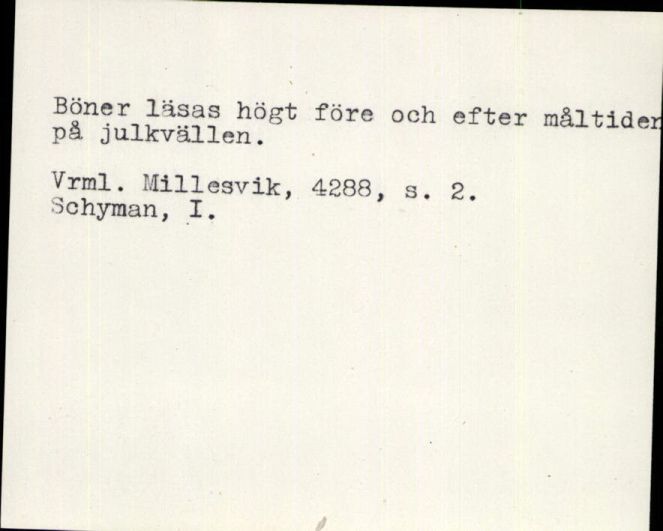 Böner läsas högt före och efter måltiden
på julkvällen.
Vrml. Millesvik, 4288, s. 2.
Schyman, I.